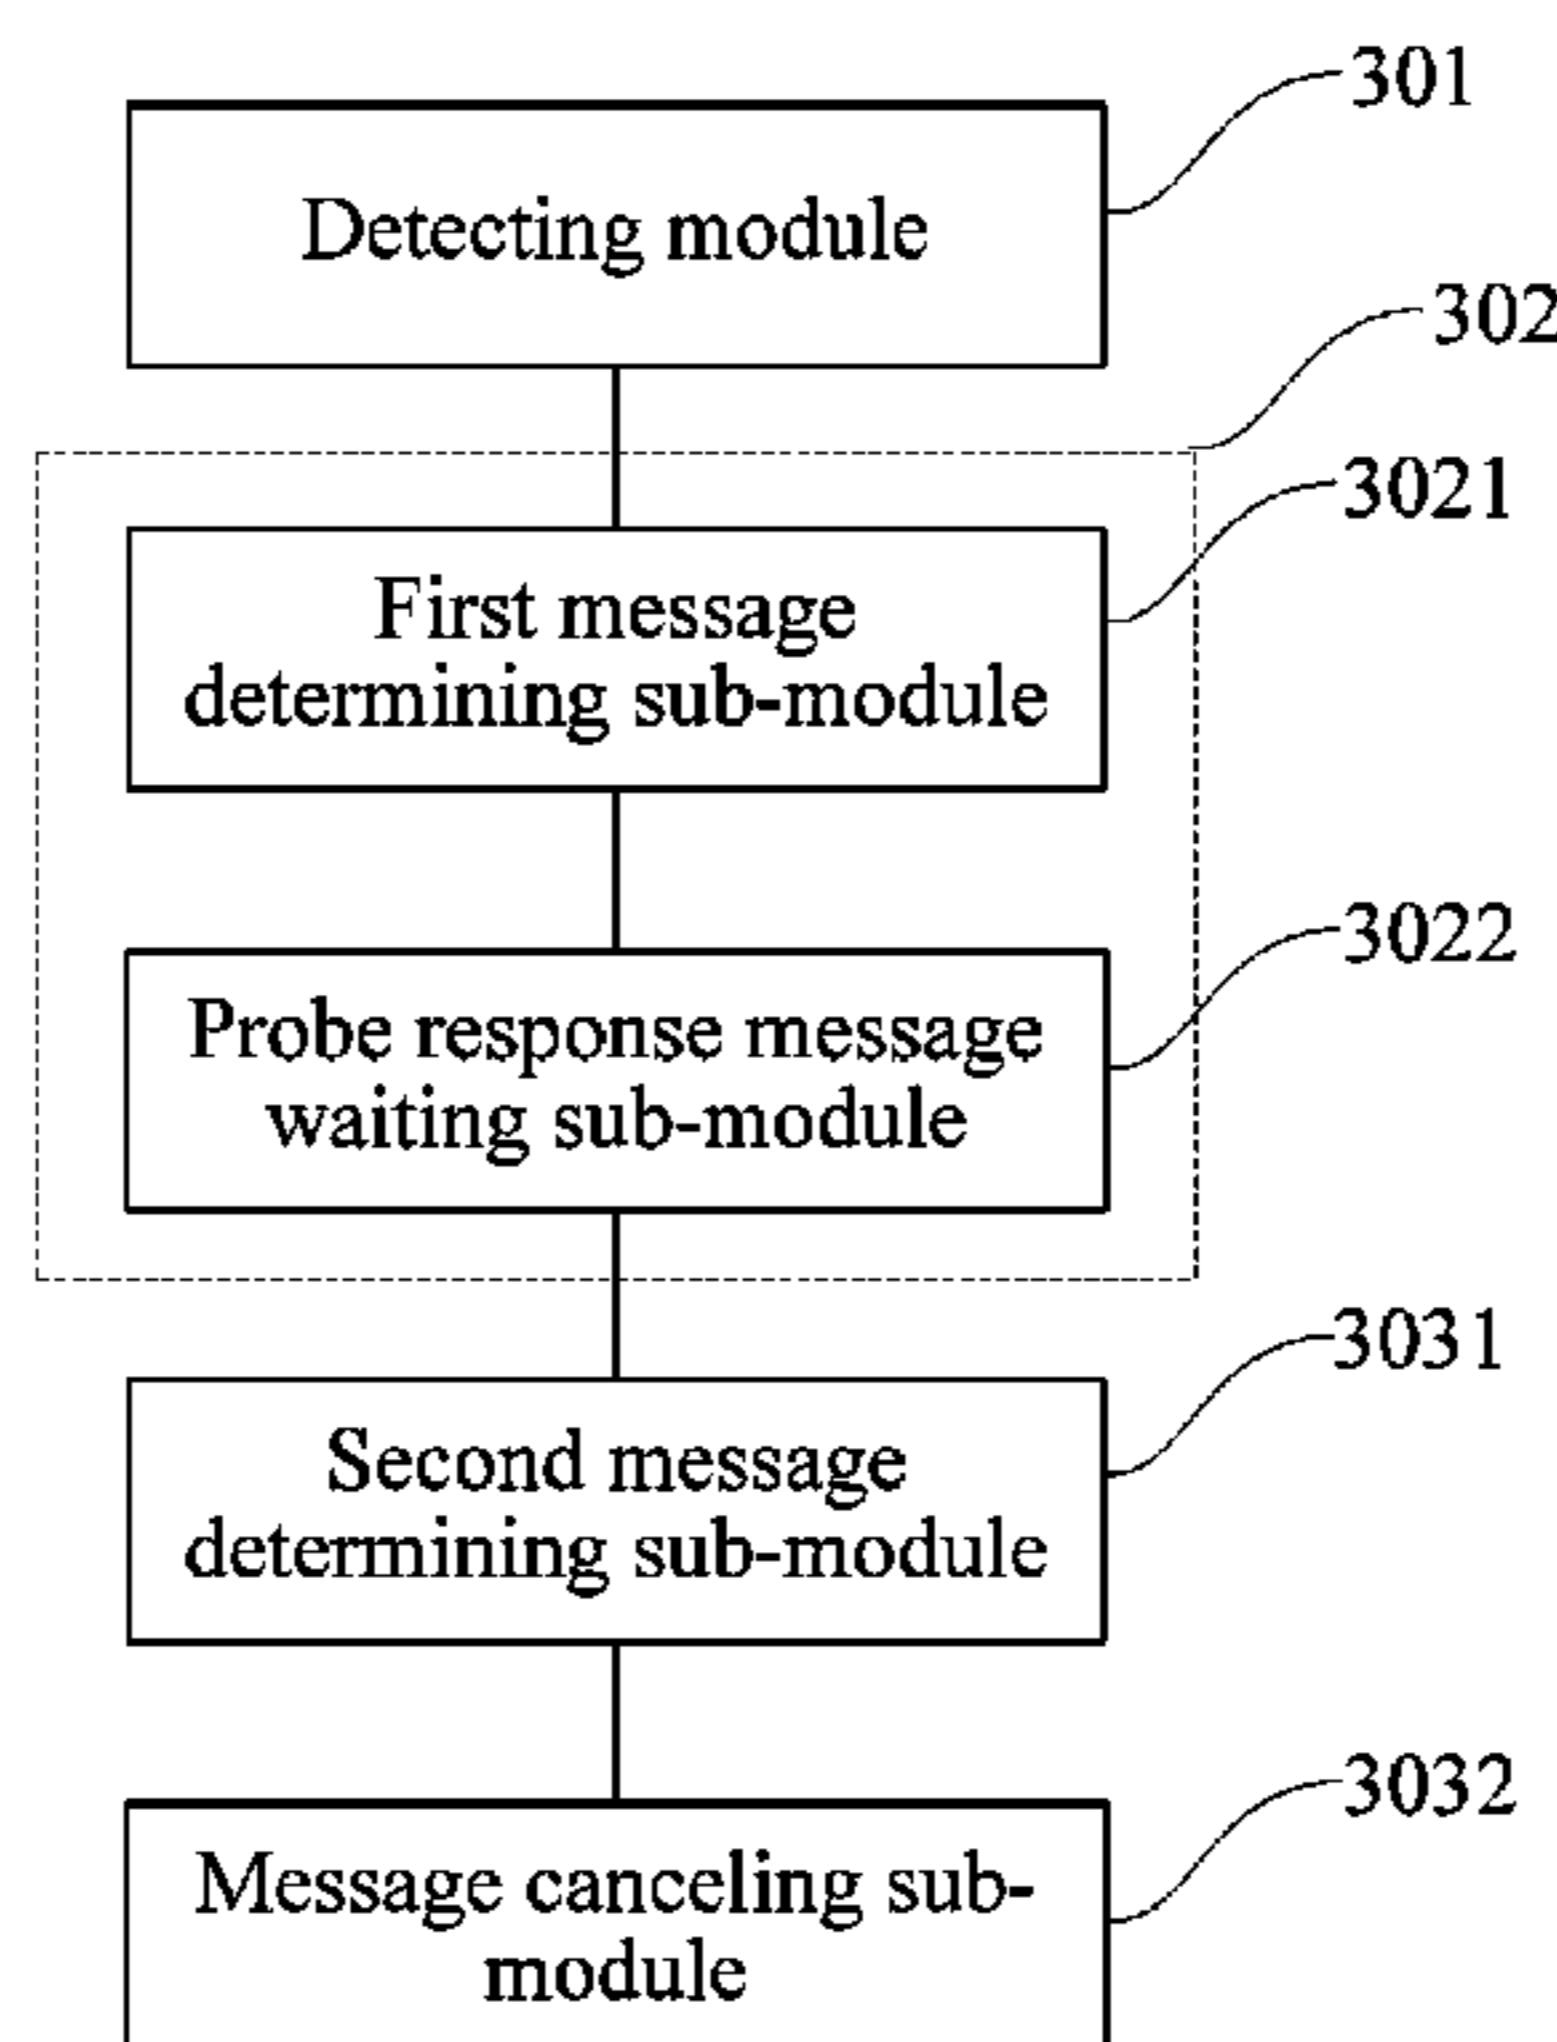 301
Detecting module
302
3021
First message
determining sub-module
3022
Probe response message
waiting sub-module
3031
Second message
determining sub-module
3032
Message canceling sub-
module